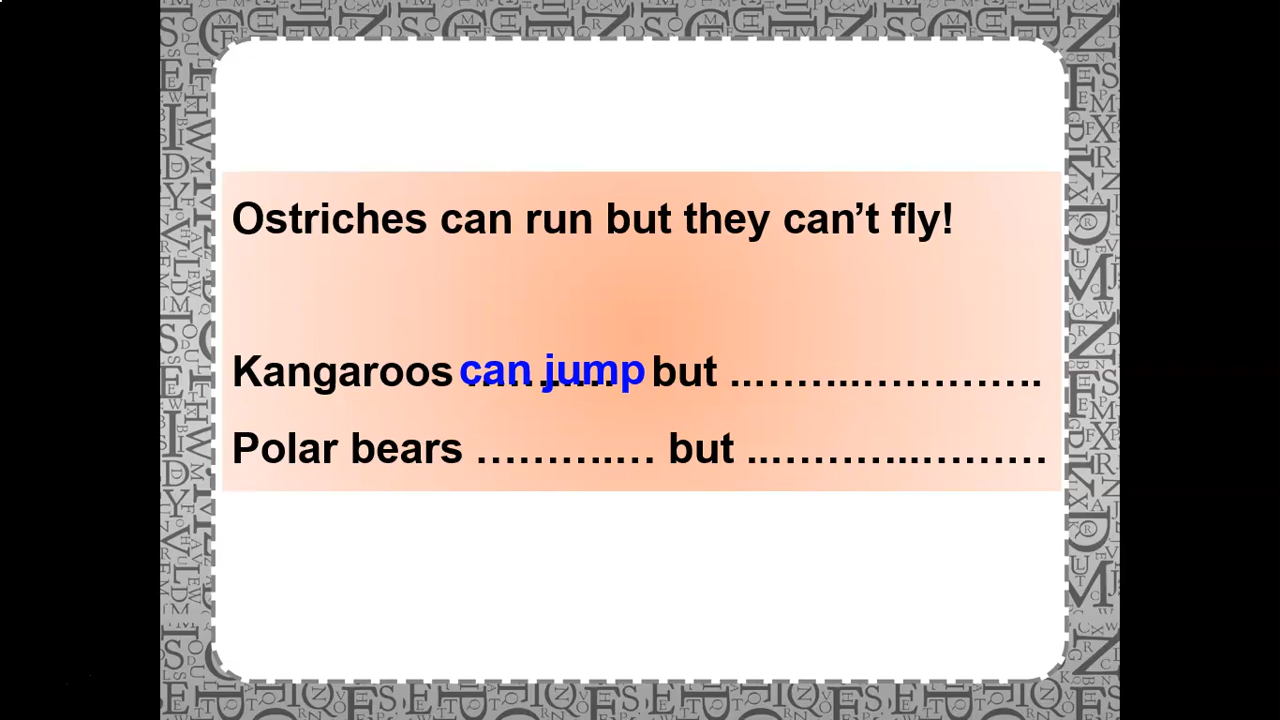 Ostriches can run but they can’t fly!
Kangaroos can jump but ..……...………….
Polar bears ………..… but ..…….…..………